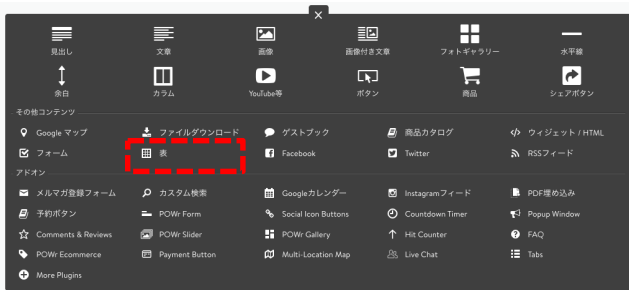 見出し 文章 画像 画像付き文章 フォトギャラリー 水平線
余白 カラム YouTube等 ボタン 商品 シェアボタン
その他コンテンツ
Google マップ ファイルダウンロード ゲストブック 商品カタログ ウィジェット / HTML
フォーム 表 Facebook Twitter RSSフィード
アドオン
メルマガ登録フォーム カスタム検索 Googleカレンダー Instagramフィード PDF埋め込み
予約ボタン POWr Form Social Icon Buttons Countdown Timer Popup Window
Comments & Reviews POWr Slider POWr Gallery Hit Counter FAQ
POWr Ecommerce Payment Button Multi-Location Map Live Chat Tabs
More Plugins